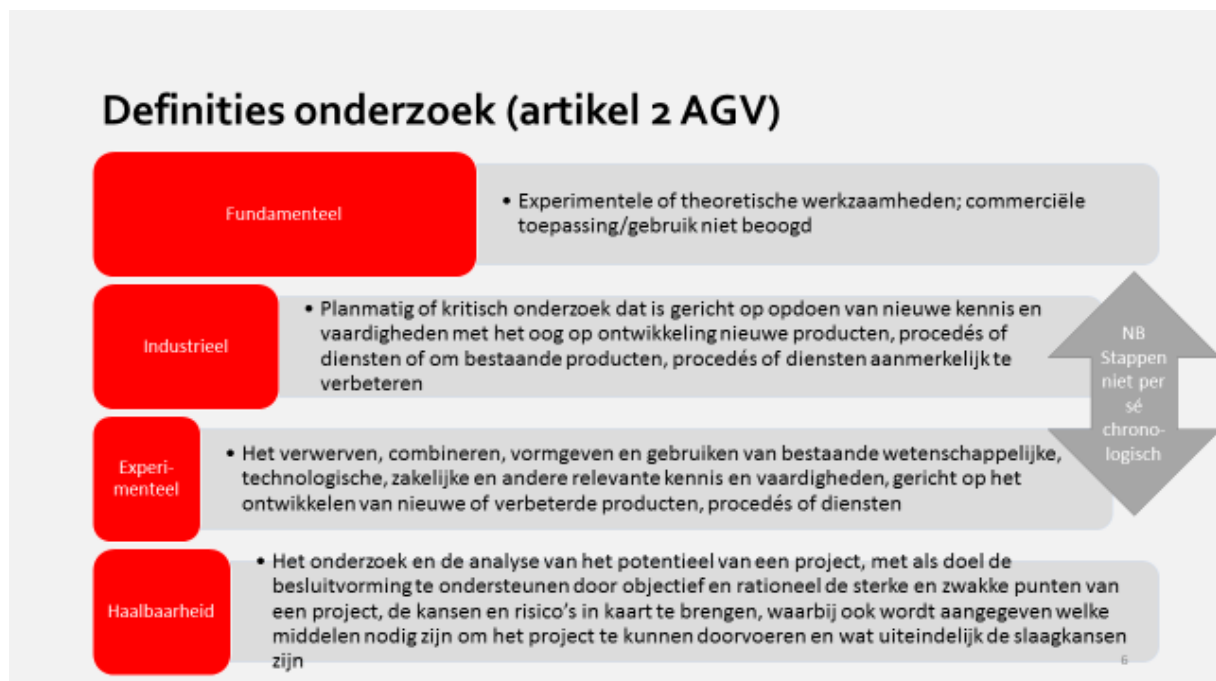 Definities onderzoek (artikel 2 AGV)
Fundamenteel
• Experimentele of theoretische werkzaamheden; commerciële
toepassing/gebruik niet beoogd
Industrieel
• Planmatig of kritisch onderzoek dat is gericht op opdoen van nieuwe kennis en
vaardigheden met het oog op ontwikkeling nieuwe producten, procedés of
diensten of om bestaande producten, procedés of diensten aanmerkelijk te
verbeteren
NB
Stappen
niet per
sé
chrono-
logisch
Experi-
menteel
• Het verwerven, combineren, vormgeven en gebruiken van bestaande wetenschappelijke,
technologische, zakelijke en andere relevante kennis en vaardigheden, gericht op het
ontwikkelen van nieuwe of verbeterde producten, procedés of diensten
Haalbaarheid
• Het onderzoek en de analyse van het potentieel van een project, met als doel de
besluitvorming te ondersteunen door objectief en rationeel de sterke en zwakke punten van
een project, de kansen en risico's in kaart te brengen, waarbij ook wordt aangegeven welke
middelen nodig zijn om het project te kunnen doorvoeren en wat uiteindelijk de slaagkansen
zijn
6